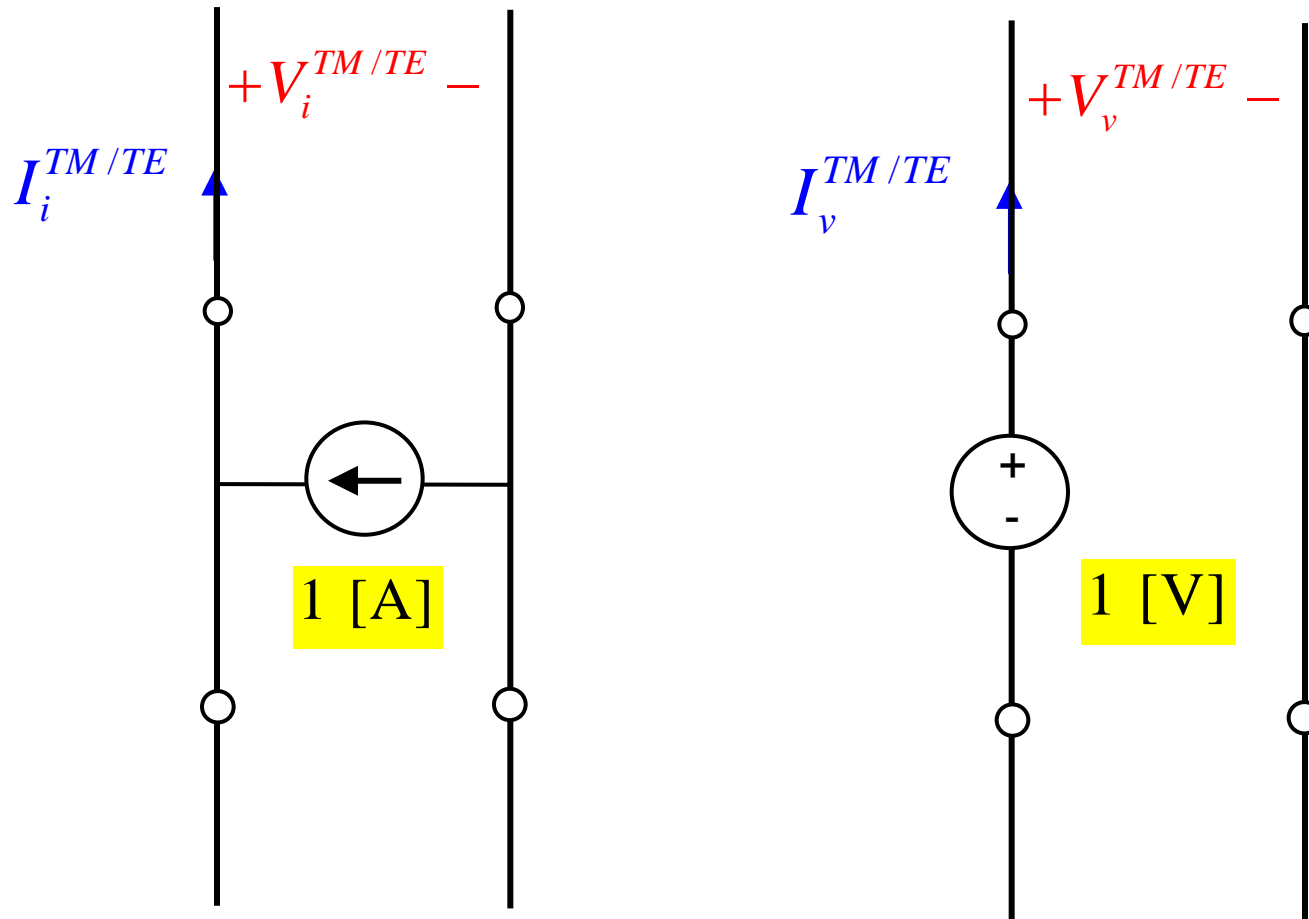 +V_i^{TM/TE} −
I_i^{TM/TE}
1 [A]
+V_v^{TM/TE} −
I_v^{TM/TE}
+
-
1 [V]